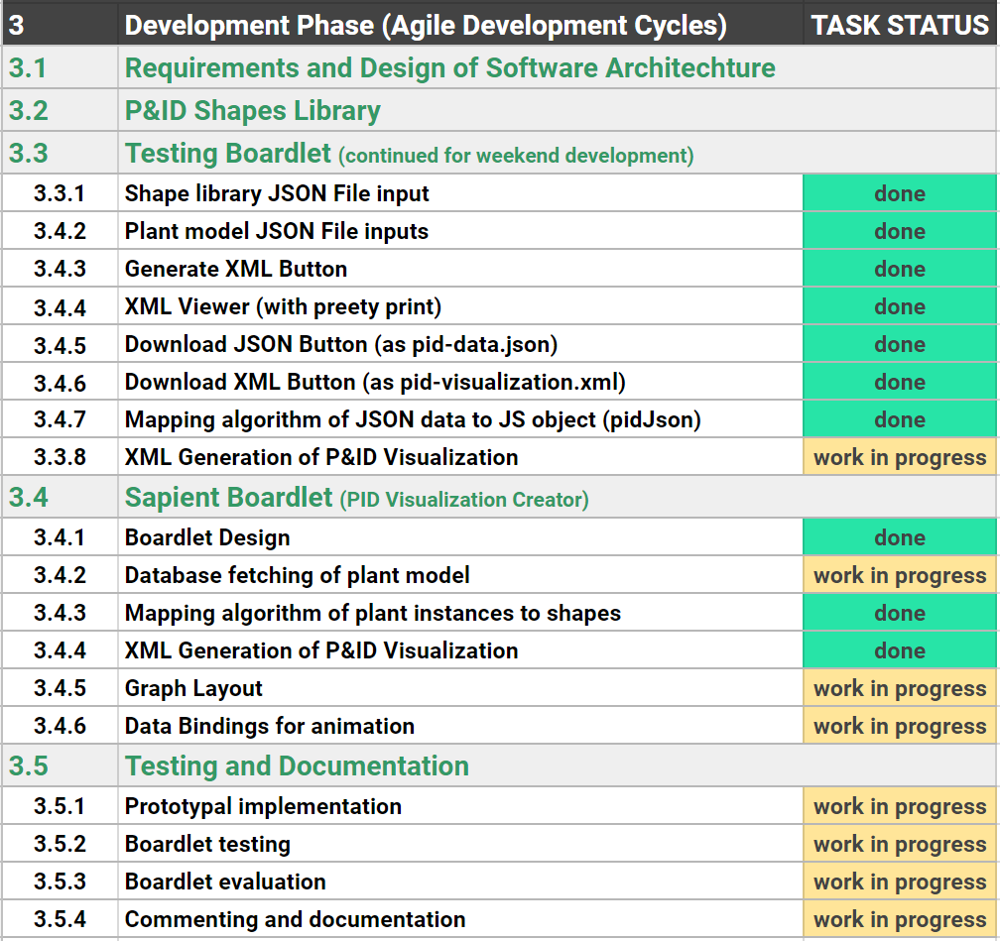 3 Development Phase (Agile Development Cycles) TASK STATUS
3.1 Requirements and Design of Software Architechture
3.2 P&ID Shapes Library
3.3 Testing Boardlet (continued for weekend development)
3.3.1 Shape library JSON File input done
3.4.2 Plant model JSON File inputs done
3.4.3 Generate XML Button done
3.4.4 XML Viewer (with preety print) done
3.4.5 Download JSON Button (as pid-data.json) done
3.4.6 Download XML Button (as pid-visualization.xml) done
3.4.7 Mapping algorithm of JSON data to JS object (pidJson) done
3.3.8 XML Generation of P&ID Visualization work in progress
3.4 Sapient Boardlet (PID Visualization Creator)
3.4.1 Boardlet Design done
3.4.2 Database fetching of plant model work in progress
3.4.3 Mapping algorithm of plant instances to shapes done
3.4.4 XML Generation of P&ID Visualization done
3.4.5 Graph Layout work in progress
3.4.6 Data Bindings for animation work in progress
3.5 Testing and Documentation
3.5.1 Prototypal implementation work in progress
3.5.2 Boardlet testing work in progress
3.5.3 Boardlet evaluation work in progress
3.5.4 Commenting and documentation work in progress